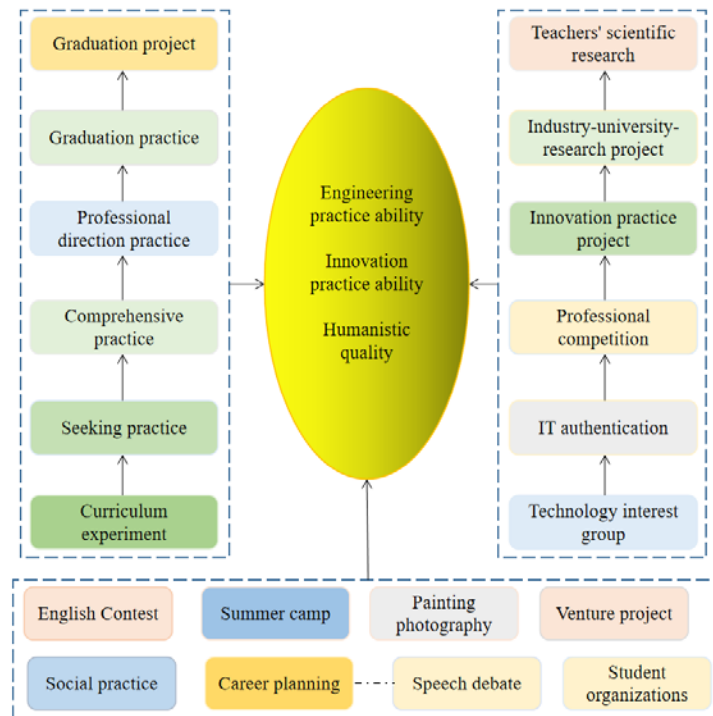 Graduation project
Graduation practice
Professional
direction practice
Comprehensive
practice
Seeking practice
Curriculum
experiment
Engineering
practice ability
Innovation
practice ability
Humanistic
quality
Teachers' scientific
research
Industry-university-
research project
Innovation practice
project
Professional
competition
IT authentication
Technology interest
group
English Contest
Summer camp
Painting
photography
Venture project
Social practice
Career planning
Speech debate
Student
organizations